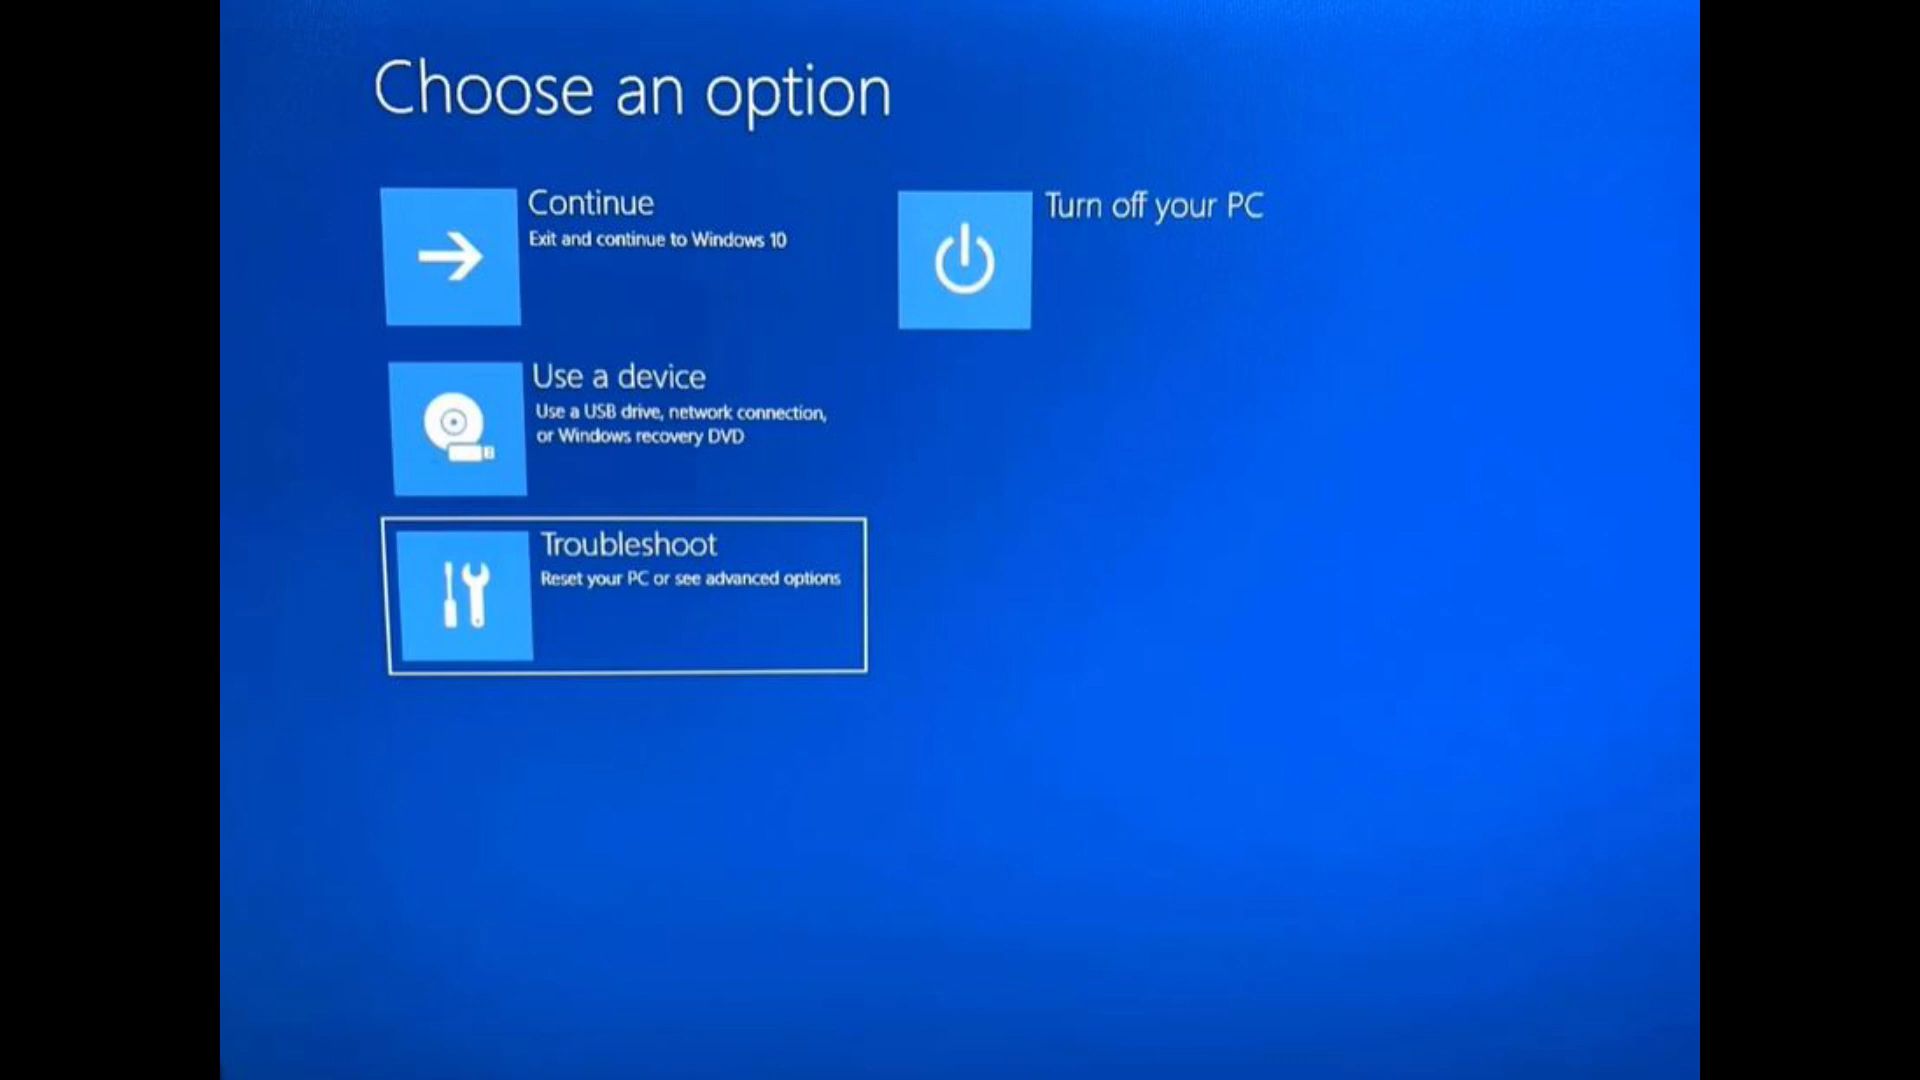 Choose an option
Continue
Exit and continue to Windows 10
Turn off your PC
Use a device
Use a USB drive, network connection,
or Windows recovery DVD
Troubleshoot
Reset your PC or see advanced options